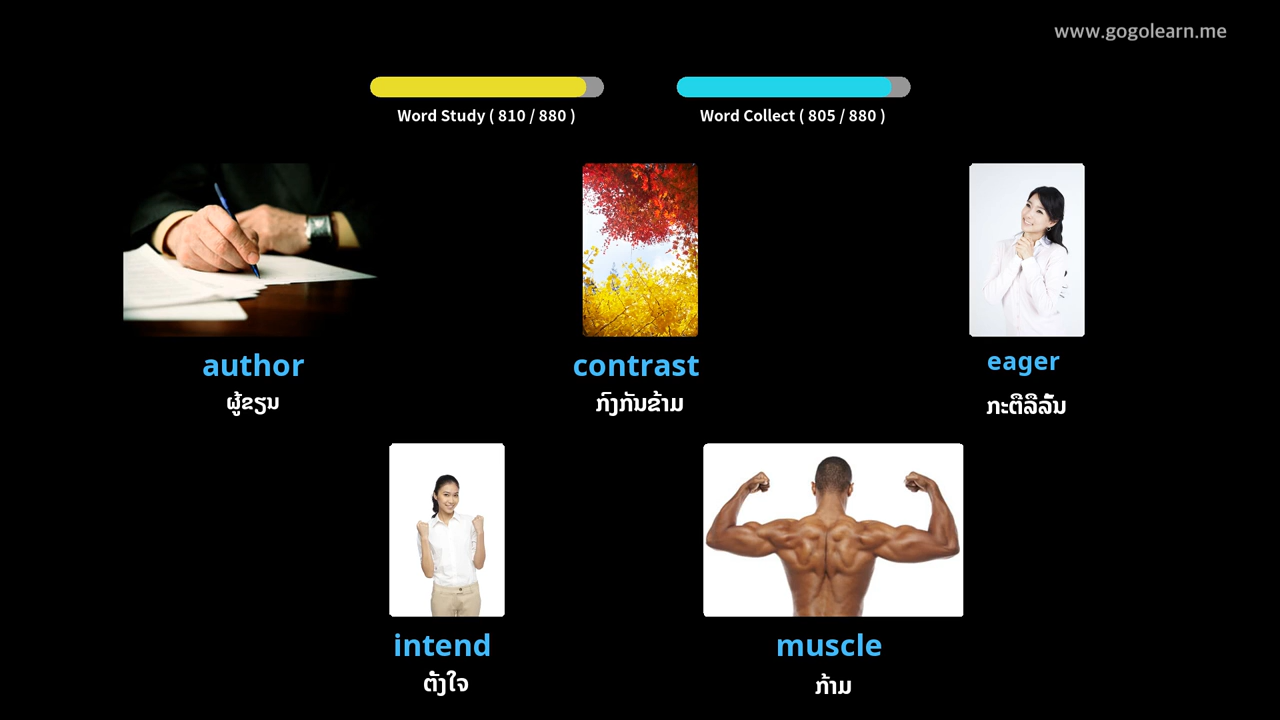 www.gogolearn.me
Word Study ( 810 / 880 )
Word Collect ( 805 / 880 )
author
ຜູ້ຂຽນ
contrast
ກົງກັນຂ້າມ
eager
ກະຕືລືລົ້ນ
intend
ຕັ້ງໃຈ
muscle
ກ້າມ